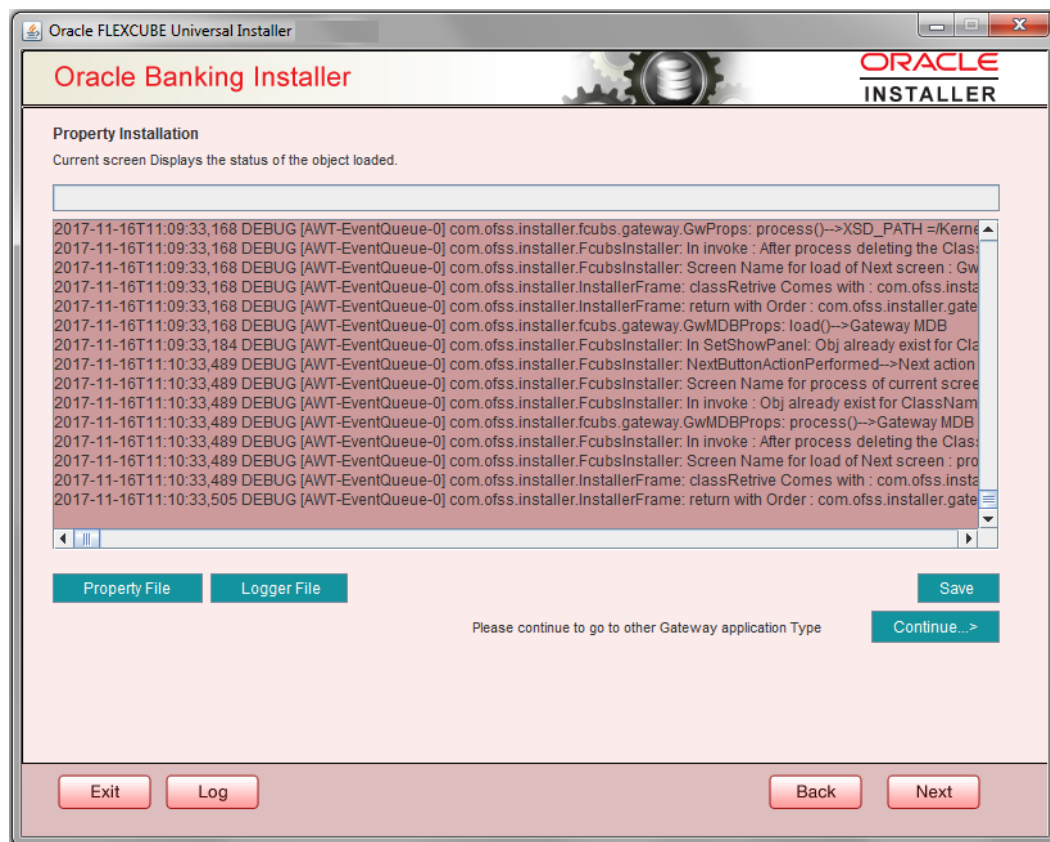 Oracle FLEXCUBE Universal Installer
Oracle Banking Installer
ORACLE
INSTALLER
Property Installation
Current screen Displays the status of the object loaded.
2017-11-16T11:09:33,168 DEBUG [AWT-EventQueue-0] com.ofss.installer.fcubs.gateway.GwProps: process()-->XSD_PATH =/Kerne
2017-11-16T11:09:33,168 DEBUG [AWT-EventQueue-0] com.ofss.installer.FcubsInstaller: In invoke : After process deleting the Clas
2017-11-16T11:09:33,168 DEBUG [AWT-EventQueue-0] com.ofss.installer.FcubsInstaller: Screen Name for load of Next screen : Gw
2017-11-16T11:09:33,168 DEBUG [AWT-EventQueue-0] com.ofss.installer.InstallerFrame: classRetrive Comes with : com.ofss.insta
2017-11-16T11:09:33,168 DEBUG [AWT-EventQueue-0] com.ofss.installer.InstallerFrame: return with Order : com.ofss.installer.gate
2017-11-16T11:09:33,168 DEBUG [AWT-EventQueue-0] com.ofss.installer.fcubs.gateway.GwMDBProps: load()-->Gateway MDB
2017-11-16T11:09:33,184 DEBUG [AWT-EventQueue-0] com.ofss.installer.FcubsInstaller: In SetShowPanel: Obj already exist for Cla
2017-11-16T11:10:33,489 DEBUG [AWT-EventQueue-0] com.ofss.installer.FcubsInstaller: NextButtonActionPerformed-->Next action
2017-11-16T11:10:33,489 DEBUG [AWT-EventQueue-0] com.ofss.installer.FcubsInstaller: Screen Name for process of current scree
2017-11-16T11:10:33,489 DEBUG [AWT-EventQueue-0] com.ofss.installer.FcubsInstaller: In invoke : Obj already exist for ClassNam
2017-11-16T11:10:33,489 DEBUG [AWT-EventQueue-0] com.ofss.installer.fcubs.gateway.GwMDBProps: process()-->Gateway MDB
2017-11-16T11:10:33,489 DEBUG [AWT-EventQueue-0] com.ofss.installer.FcubsInstaller: In invoke : After process deleting the Clas
2017-11-16T11:10:33,489 DEBUG [AWT-EventQueue-0] com.ofss.installer.FcubsInstaller: Screen Name for load of Next screen : pro
2017-11-16T11:10:33,489 DEBUG [AWT-EventQueue-0] com.ofss.installer.InstallerFrame: classRetrive Comes with : com.ofss.insta
2017-11-16T11:10:33,505 DEBUG [AWT-EventQueue-0] com.ofss.installer.InstallerFrame: return with Order : com.ofss.installer.gate
Property File Logger File Save
Please continue to go to other Gateway application Type Continue...>
Exit Log Back Next